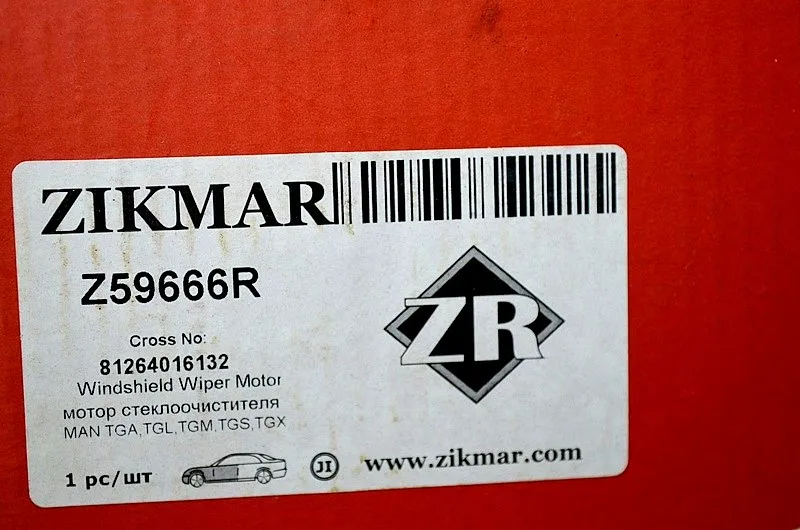 ZIKMAR
Z59666R
ZR
Cross No:
81264016132
Windshield Wiper Motor
мотор стеклоочистителя
MAN TGA,TGL,TGM,TGS,TGX
1 pc/шт
JI
www.zikmar.com